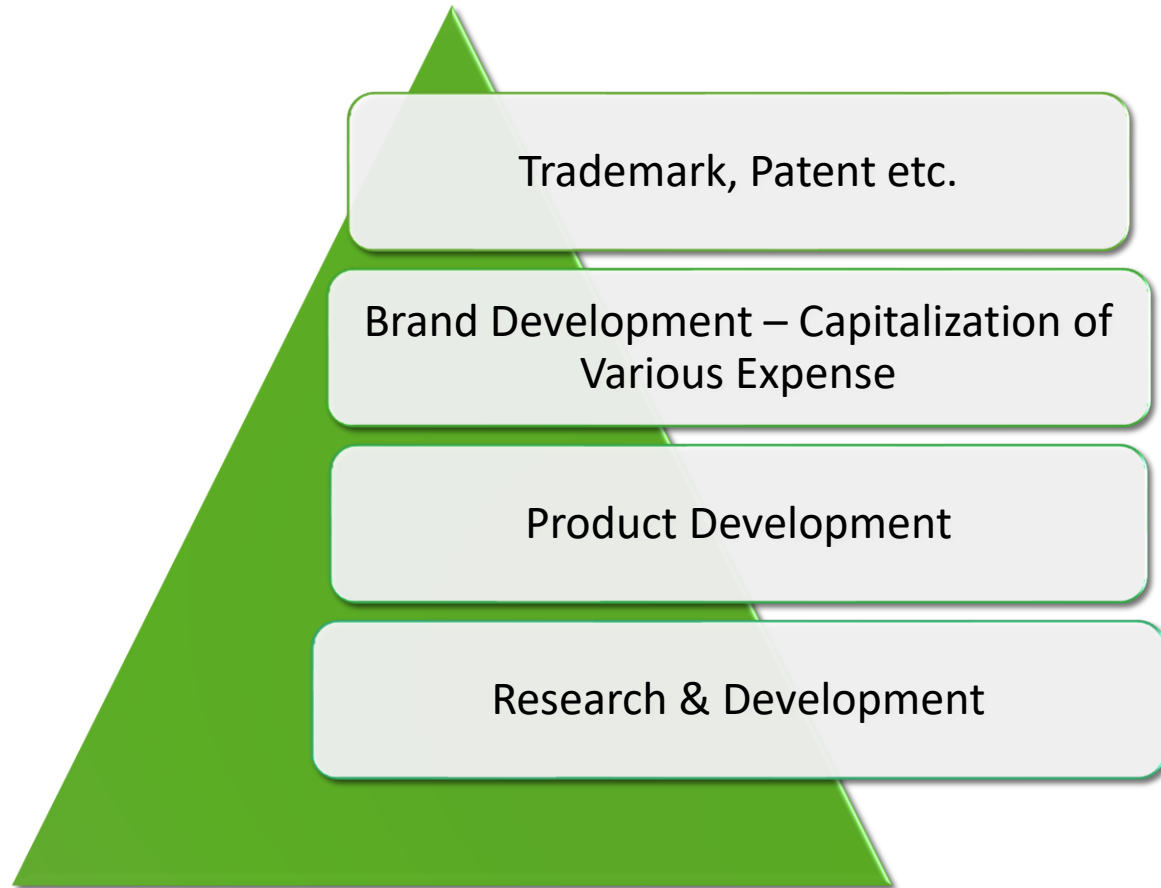 Trademark, Patent etc.
Brand Development – Capitalization of
Various Expense
Product Development
Research & Development